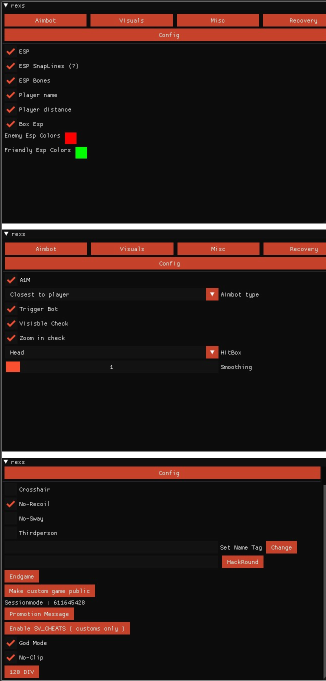 rexs
Aimbot Visuals Misc Recovery
Config
ESP
ESP SnapLines (?)
ESP Bones
Player name
Player distance
Box Esp
Enemy Esp Colors
Friendly Esp Colors
rexs
Aimbot Visuals Misc Recovery
Config
AIM
Closest to player Aimbot type
Trigger Bot
Visisble Check
Zoom in check
Head HitBox
1 Smoothing
rexs
Config
Crosshair
No-Recoil
No-Sway
Thirdperson
Set Name Tag Change
HackRound
Endgame
Make custom game public
Sessionmode : 611645428
Promotion Message
Enable SV_CHEATS ( customs only )
God Mode
No-Clip
120 DIV